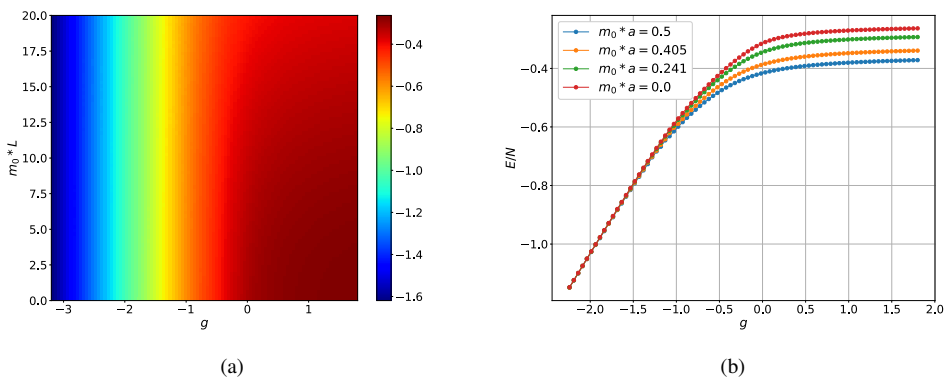 20.0
17.5
15.0
12.5
10.0
7.5
5.0
2.5
0.0
m₀ * L
−3 −2 −1 0 1
g
−0.4
−0.6
−0.8
−1.0
−1.2
−1.4
−1.6
(a)
m₀ * a = 0.5
m₀ * a = 0.405
m₀ * a = 0.241
m₀ * a = 0.0
−0.4
−0.6
−0.8
−1.0
E/N
−2.0 −1.5 −1.0 −0.5 0.0 0.5 1.0 1.5 2.0
g
(b)